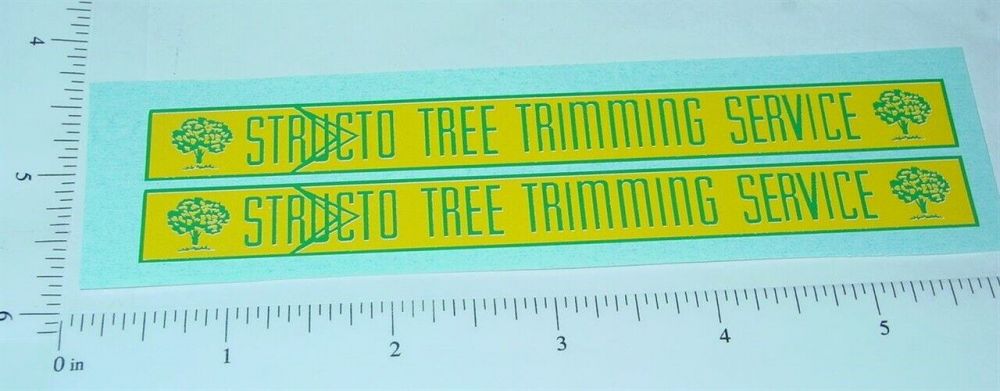 4
STRUCTO TREE TRIMMING SERVICE
5
STRUCTO TREE TRIMMING SERVICE
6
0 in 1 2 3 4 5